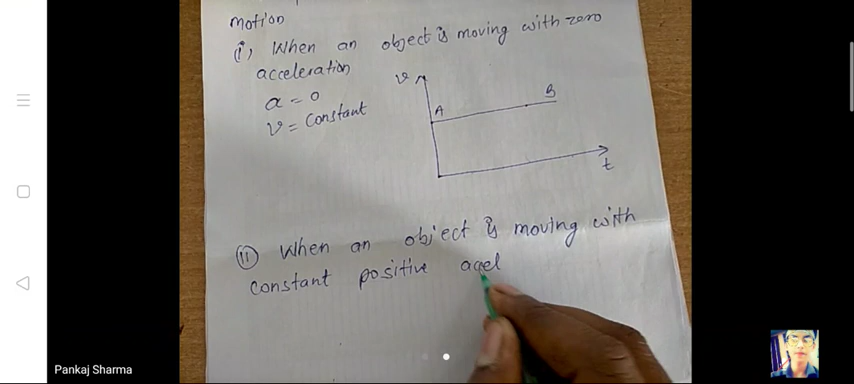 motion
(i) When an object is moving with zero
acceleration
a = 0
v = Constant
v
A
B
t
(ii) When an object is moving with
constant positive acel
Pankaj Sharma